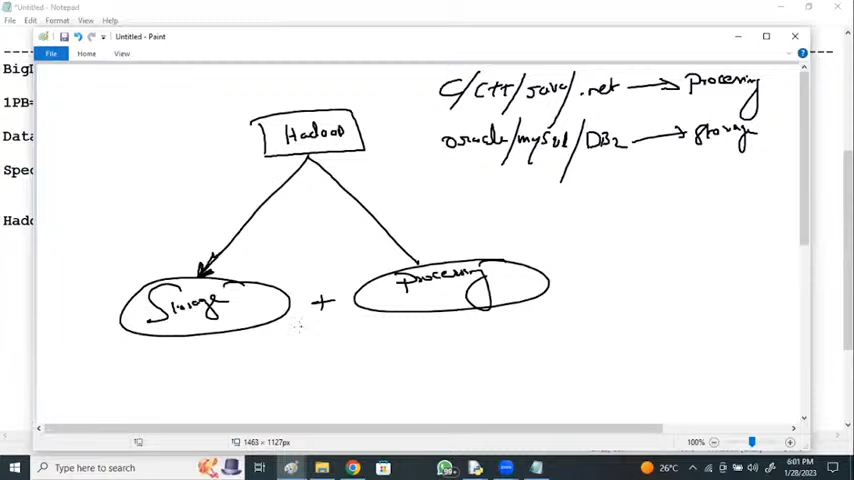 *Untitled - Notepad
File Edit Format View Help
Untitled - Paint
File Home View
BigD
1PB=
Data
Spec
Hado
C/C++/Java/.net → Processing
oracle/mySql/DB2 → Storage
Hadoop
Storage + Processing
1463 × 1127px 100%
Type here to search
99+
26°C
6:01 PM
1/28/2023